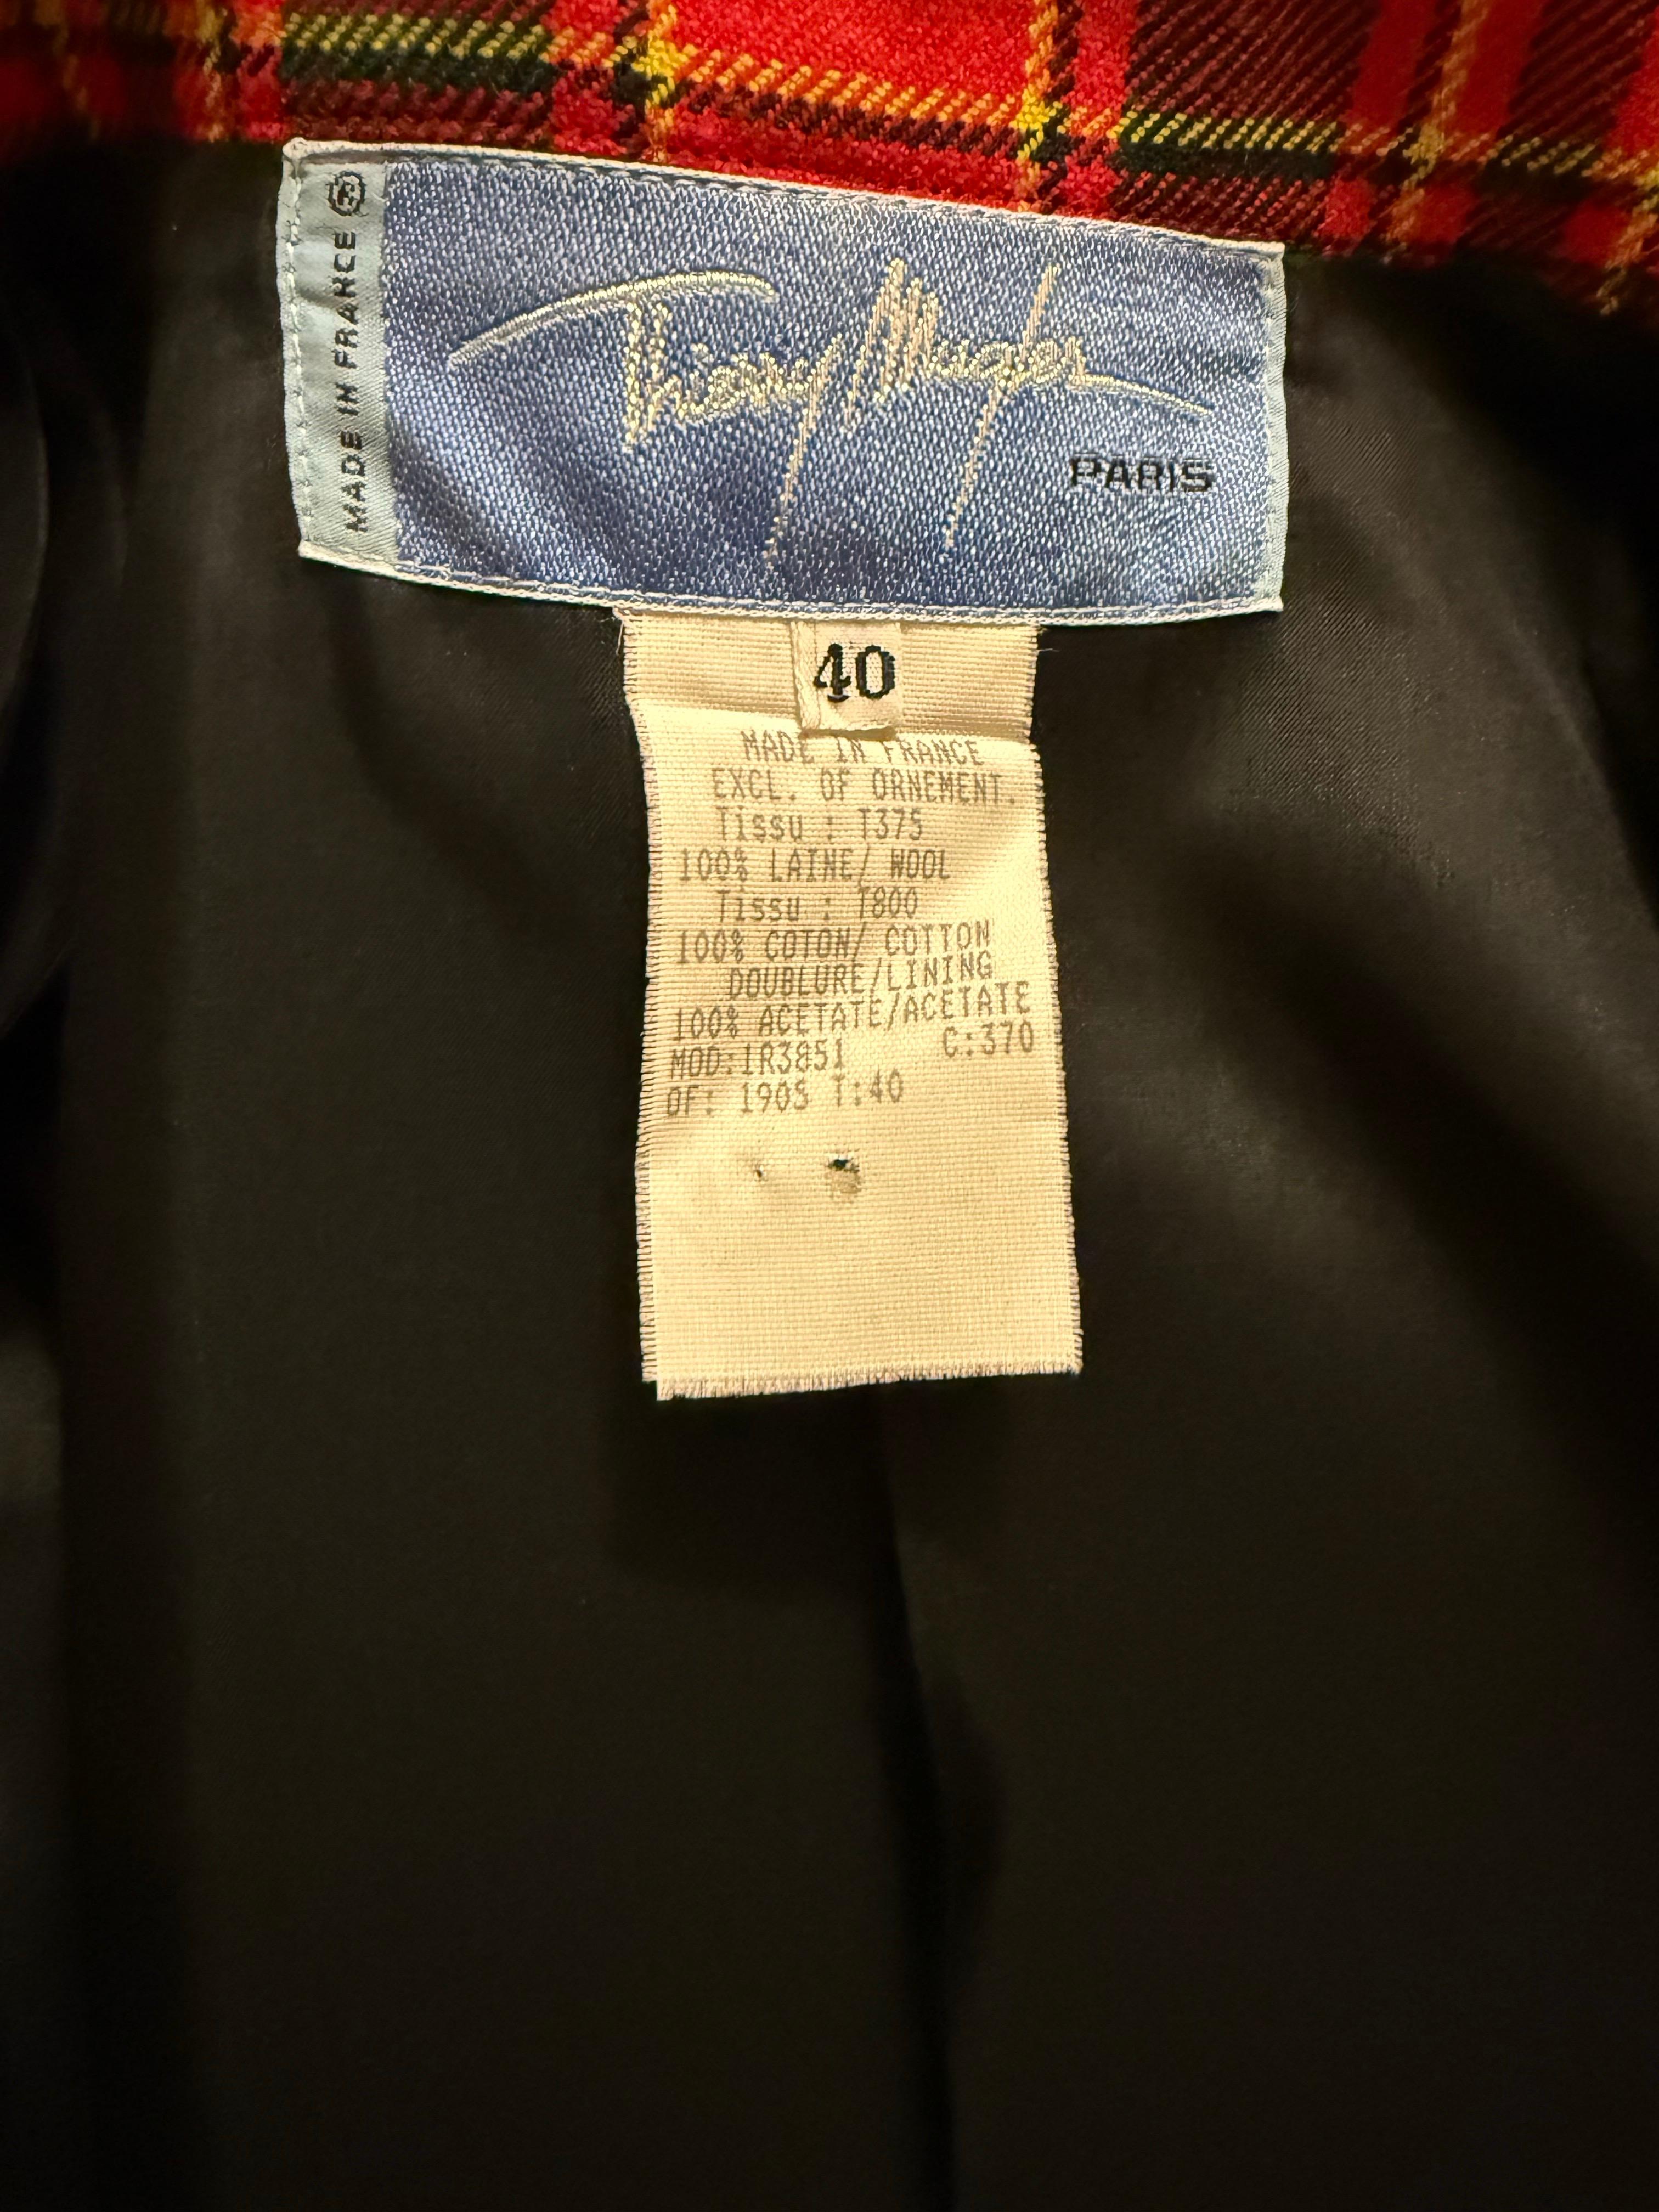 MADE IN FRANCE
Thierry Mugler
PARIS
40
MADE IN FRANCE
EXCL. OF ORNEMENT.
Tissu : T375
100% LAINE/ WOOL
Tissu : T800
100% COTON/ COTTON
DOUBLURE/LINING
100% ACETATE/ACETATE
MOD:1R3851 C:370
OF: 190S T:40